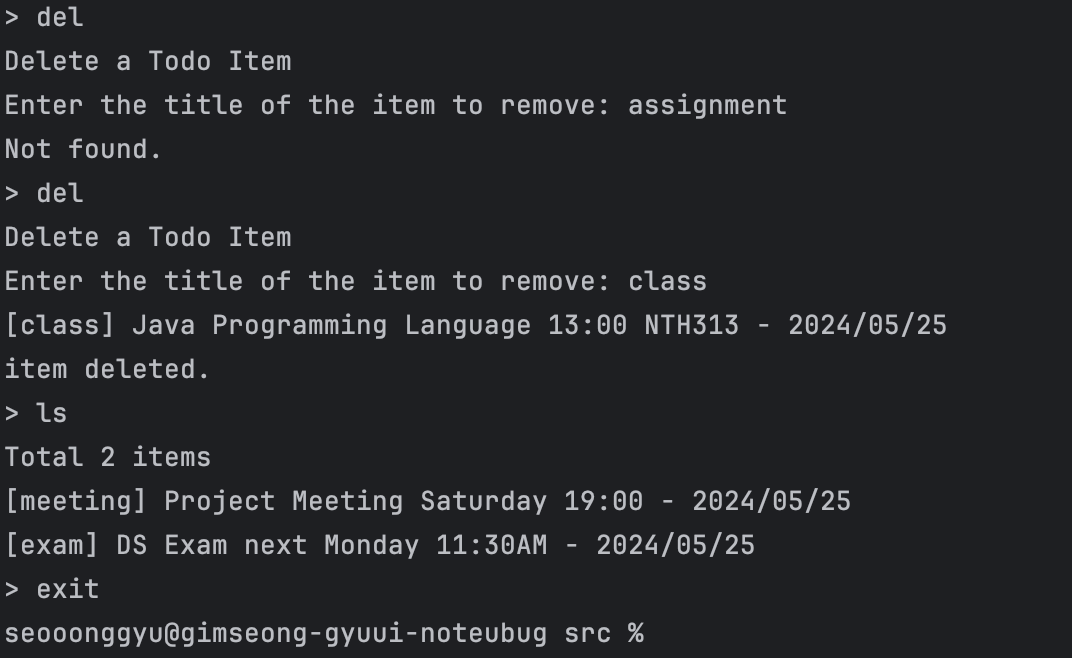 > del
Delete a Todo Item
Enter the title of the item to remove: assignment
Not found.
> del
Delete a Todo Item
Enter the title of the item to remove: class
[class] Java Programming Language 13:00 NTH313 - 2024/05/25
item deleted.
> ls
Total 2 items
[meeting] Project Meeting Saturday 19:00 - 2024/05/25
[exam] DS Exam next Monday 11:30AM - 2024/05/25
> exit
seooonggyu@gimseong-gyuui-noteubug src %